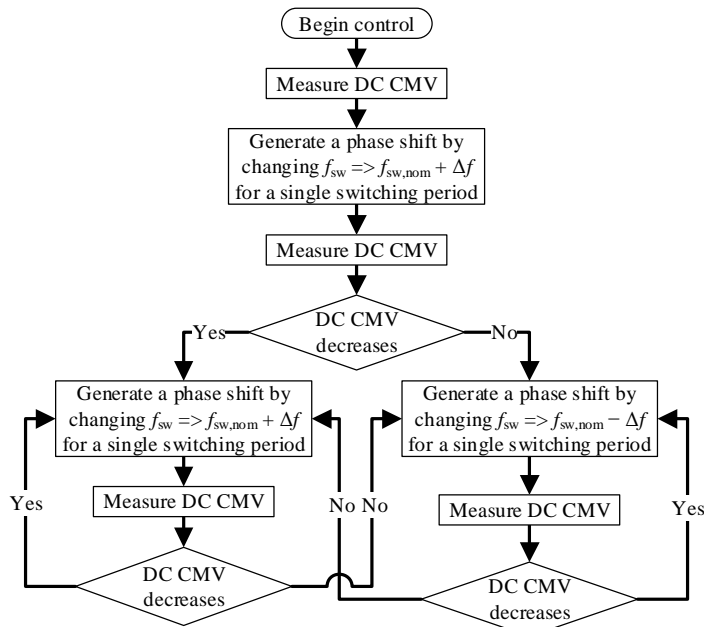 Begin control
Measure DC CMV
Generate a phase shift by
changing fsw => fsw,nom + Δf
for a single switching period
Measure DC CMV
DC CMV
decreases
Yes
No
Generate a phase shift by
changing fsw => fsw,nom + Δf
for a single switching period
Generate a phase shift by
changing fsw => fsw,nom − Δf
for a single switching period
Measure DC CMV
Measure DC CMV
Yes
No
No
Yes
DC CMV
decreases
DC CMV
decreases